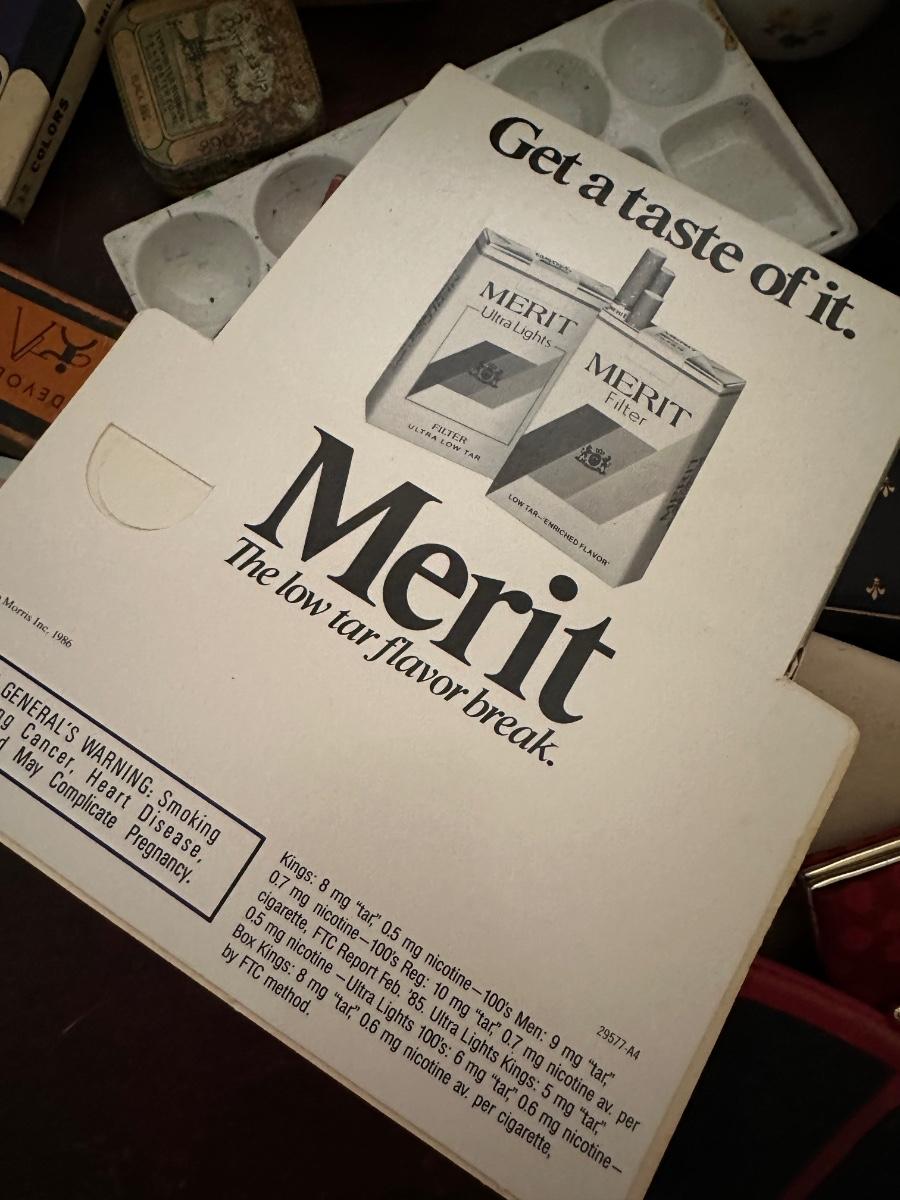 COLORS
Get a taste of it.
MERIT
Ultra Lights
FILTER
ULTRA LOW TAR
MERIT
Filter
LOW TAR–'ENRICHED FLAVOR'
MERIT
Merit
The low tar flavor break.
Morris Inc. 1986
GENERAL'S WARNING: Smoking
Cancer, Heart Disease,
May Complicate Pregnancy.
Kings: 8 mg "tar," 0.5 mg nicotine—100's Men: 9 mg "tar,"
0.7 mg nicotine—100's Reg: 10 mg "tar," 0.7 mg nicotine av. per
cigarette, FTC Report Feb. '85. Ultra Lights Kings: 5 mg "tar,"
0.5 mg nicotine —Ultra Lights 100's: 6 mg "tar," 0.6 mg nicotine—
Box Kings: 8 mg "tar," 0.6 mg nicotine av. per cigarette,
by FTC method.
29577-A4